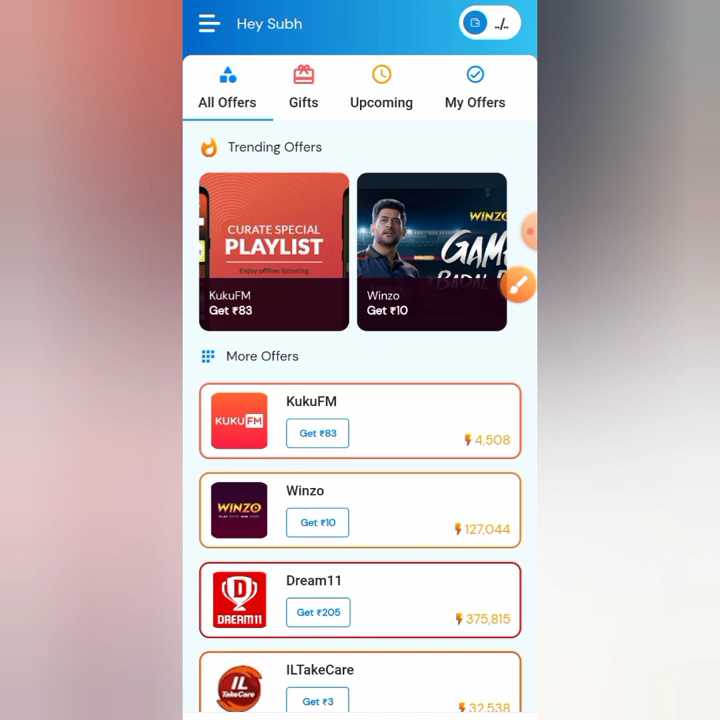 Hey Subh
../..
All Offers
Gifts
Upcoming
My Offers
Trending Offers
CURATE SPECIAL
PLAYLIST
Enjoy offline listening
KukuFM
Get ₹83
WINZO
GAM
BADAL
Winzo
Get ₹10
More Offers
KUKU FM
KukuFM
Get ₹83
4,508
WINZO
Winzo
Get ₹10
127,044
DREAM11
Dream11
Get ₹205
375,815
IL
TakeCare
ILTakeCare
Get ₹3
32,538